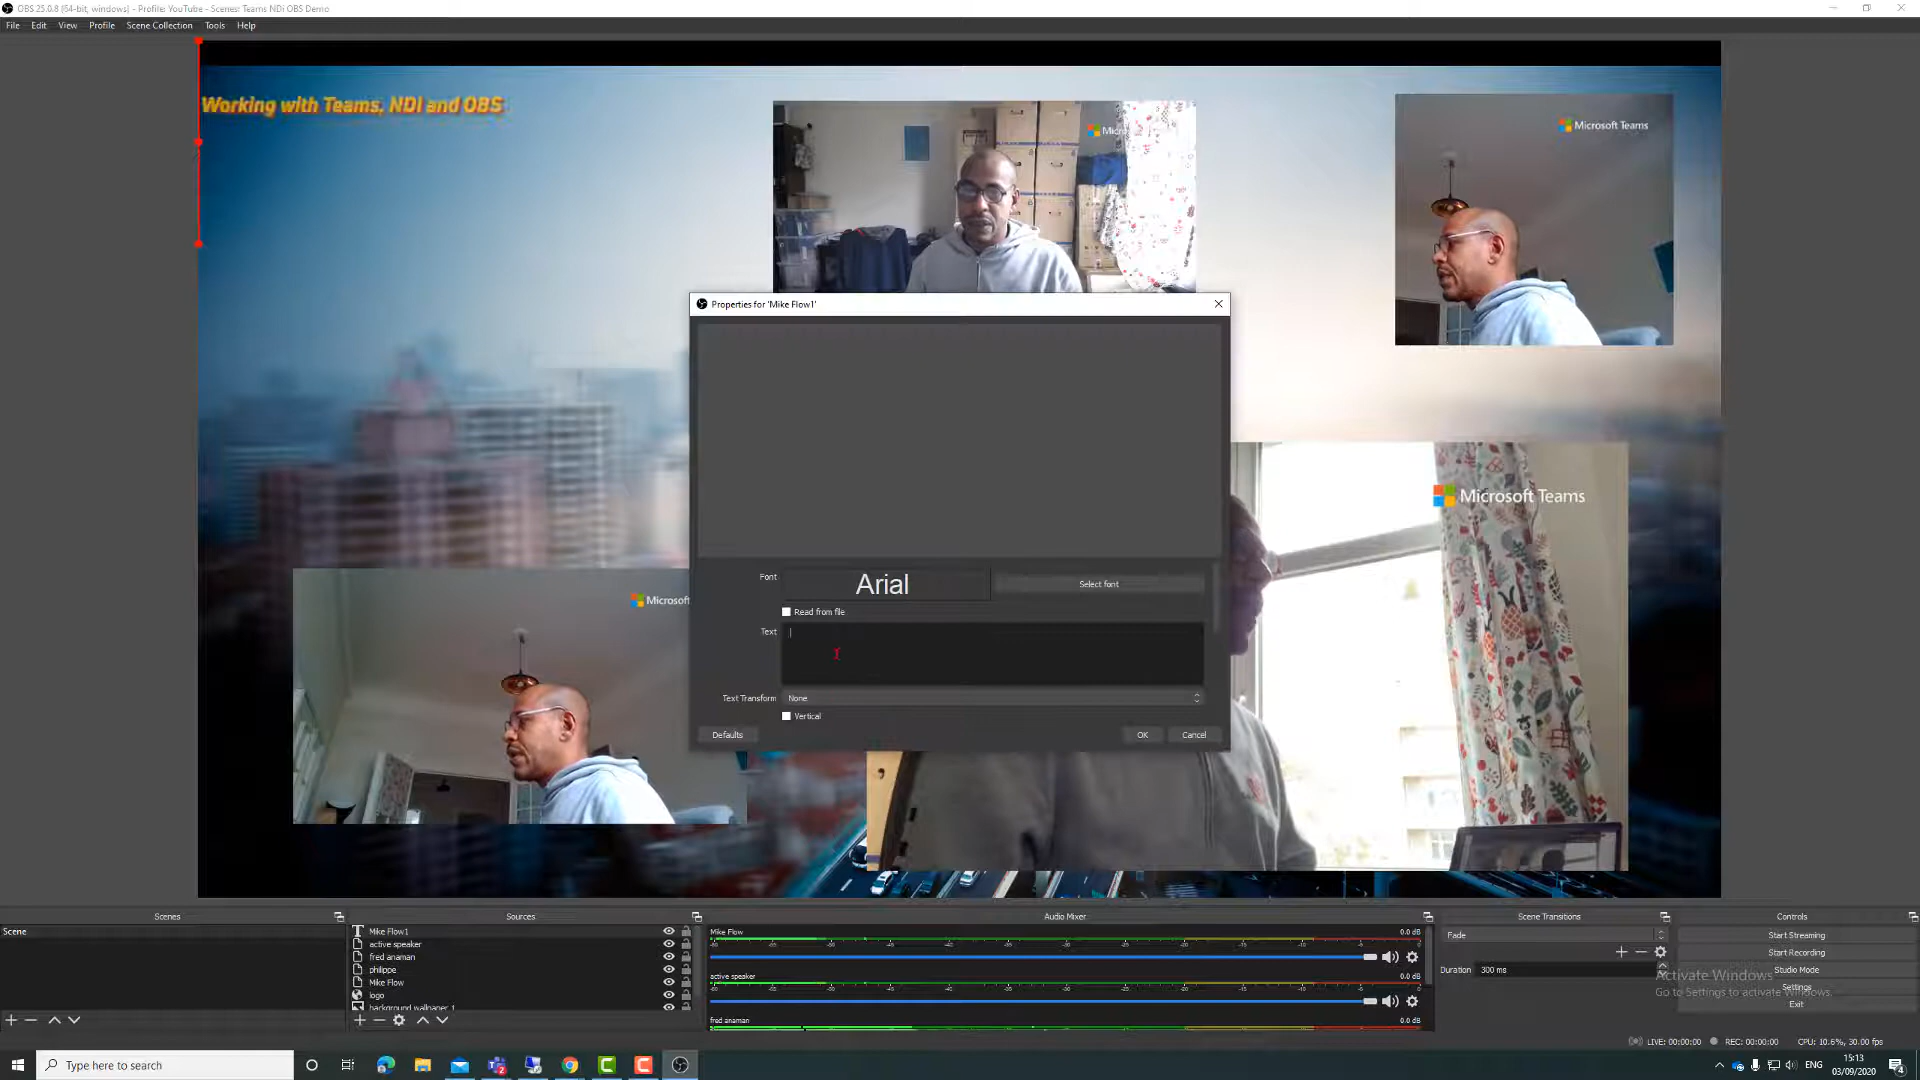 OBS 25.0.8 (64-bit, windows) - Profile: YouTube - Scenes: Teams NDi OBS Demo
File Edit View Profile Scene Collection Tools Help
Working with Teams, NDI and OBS
Micr
Microsoft Teams
Properties for 'Mike Flow1'
Microsoft Teams
Font
Arial
Select font
Microsoft
Read from file
Text
Text Transform
None
Vertical
Defaults
OK
Cancel
Scenes
Sources
Audio Mixer
Scene Transitions
Controls
Scene
Mike Flow1
active speaker
fred anaman
philippe
Mike Flow
logo
background wallpaper 1
Mike Flow
0.0 dB
active speaker
0.0 dB
fred anaman
0.0 dB
Fade
Duration
300 ms
Start Streaming
Start Recording
Studio Mode
Settings
Exit
Activate Windows
Go to Settings to activate Windows.
LIVE: 00:00:00
REC: 00:00:00
CPU: 10.6%, 30.00 fps
Type here to search
ENG
15:13
03/09/2020